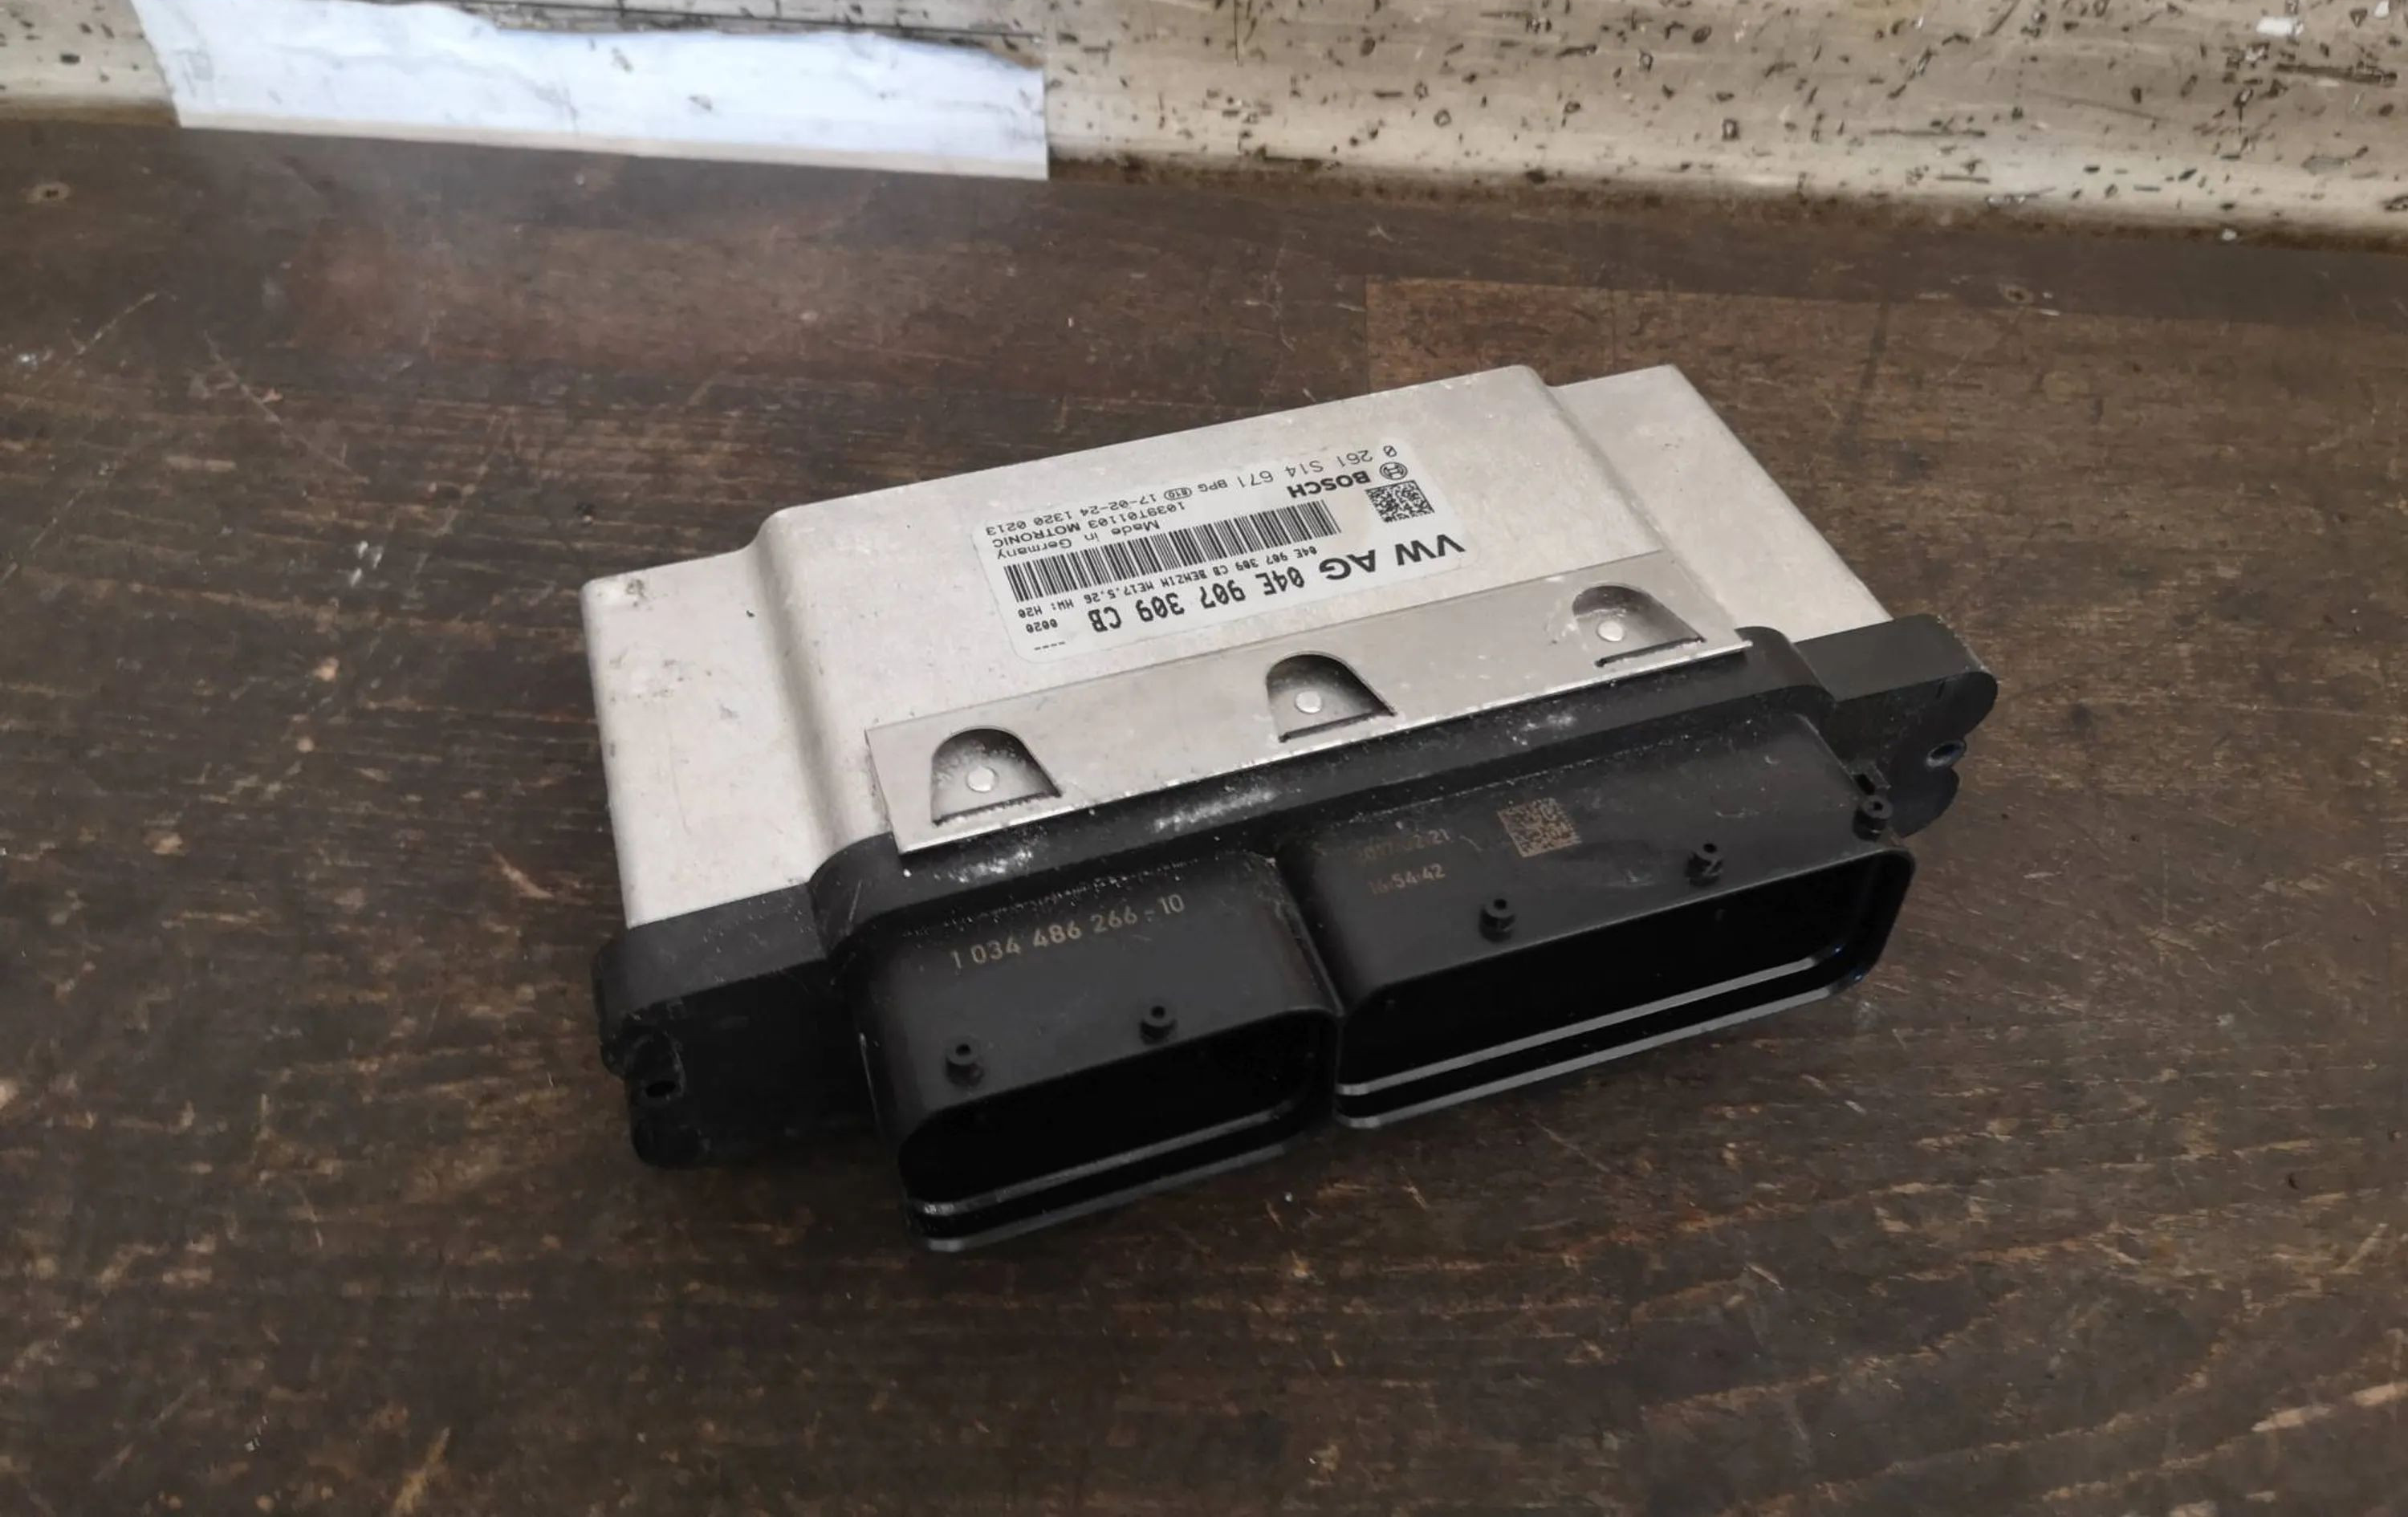 VW AG 04E 907 309 CB
----
04E 907 309 CB BENZIN ME17.5.26 HW: H20 0020
Made in Germany
BOSCH 1039T01103 MOTRONIC
0 261 S14 671 BPG 810 17-02-24 1320 0213
1 034 486 266-10
16:54:42